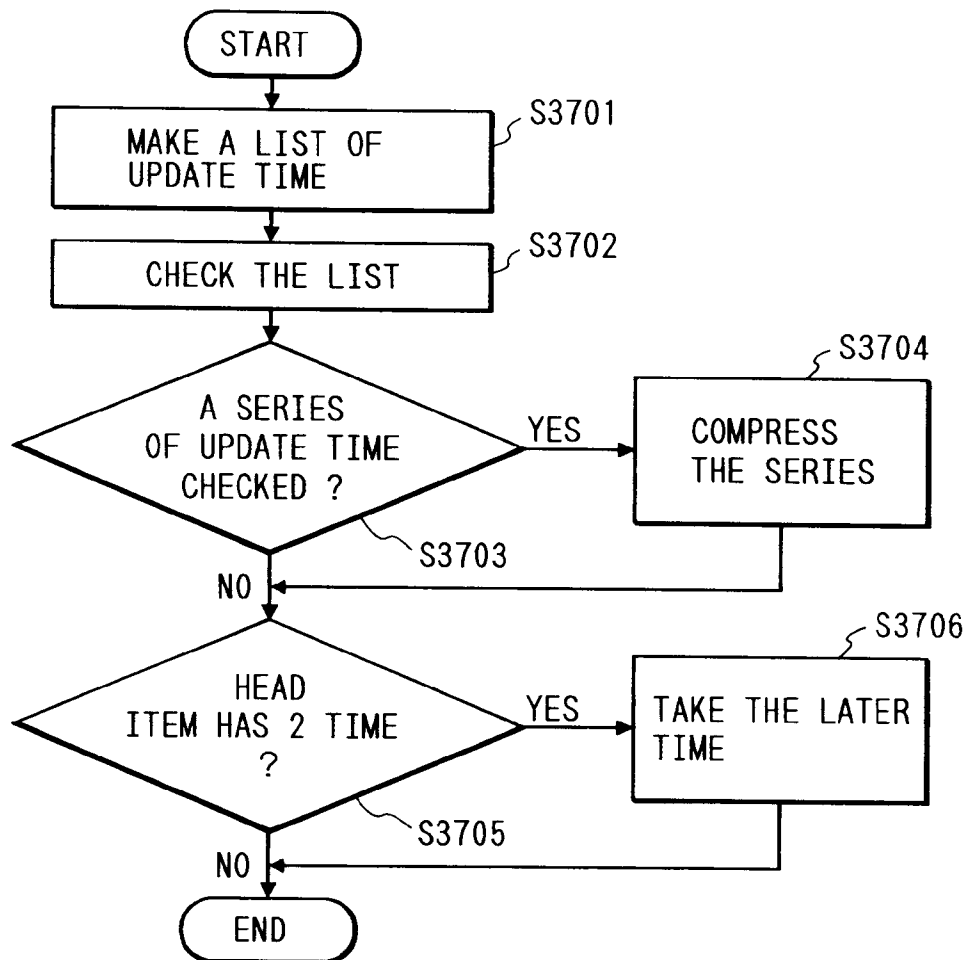 START
S3701
MAKE A LIST OF
UPDATE TIME
S3702
CHECK THE LIST
S3704
A SERIES
OF UPDATE TIME
CHECKED ?
YES
COMPRESS
THE SERIES
S3703
NO
S3706
HEAD
ITEM HAS 2 TIME
?
YES
TAKE THE LATER
TIME
S3705
NO
END